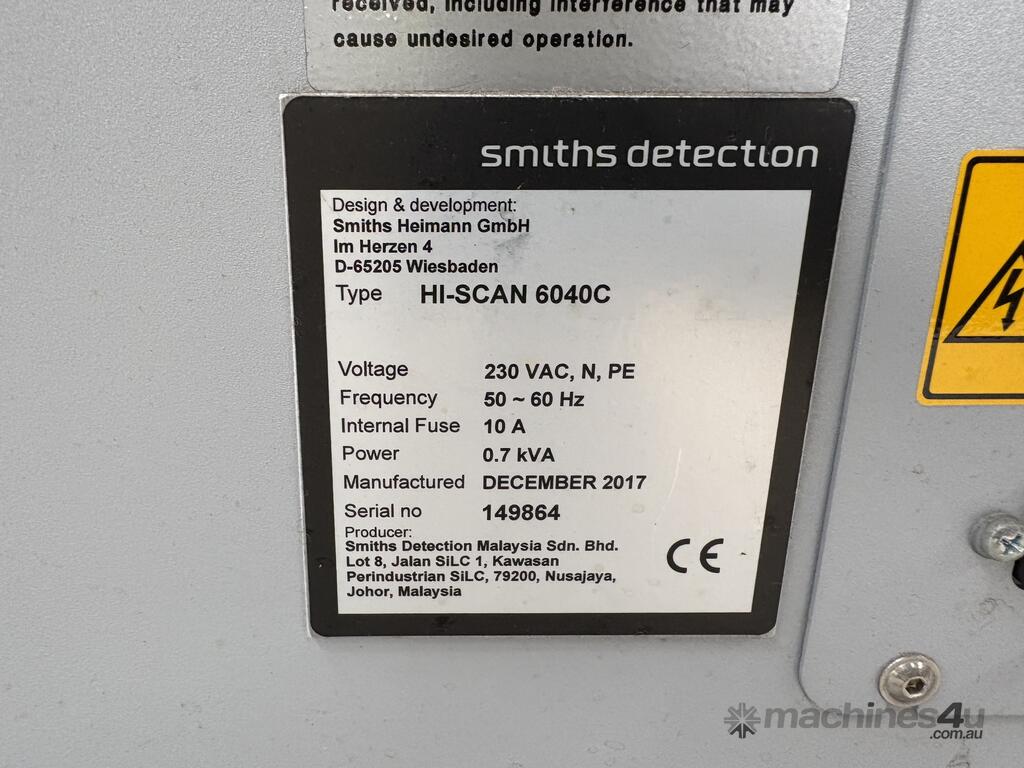 received, including interference that may
cause undesired operation.
smiths detection
Design & development:
Smiths Heimann GmbH
Im Herzen 4
D-65205 Wiesbaden
Type HI-SCAN 6040C
Voltage 230 VAC, N, PE
Frequency 50 ~ 60 Hz
Internal Fuse 10 A
Power 0.7 kVA
Manufactured DECEMBER 2017
Serial no 149864
Producer:
Smiths Detection Malaysia Sdn. Bhd.
Lot 8, Jalan SiLC 1, Kawasan
Perindustrian SiLC, 79200, Nusajaya,
Johor, Malaysia
CE
machines4u
.com.au